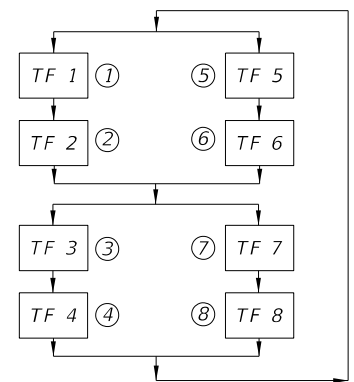 TF 1 ① ⑤ TF 5
TF 2 ② ⑥ TF 6
TF 3 ③ ⑦ TF 7
TF 4 ④ ⑧ TF 8